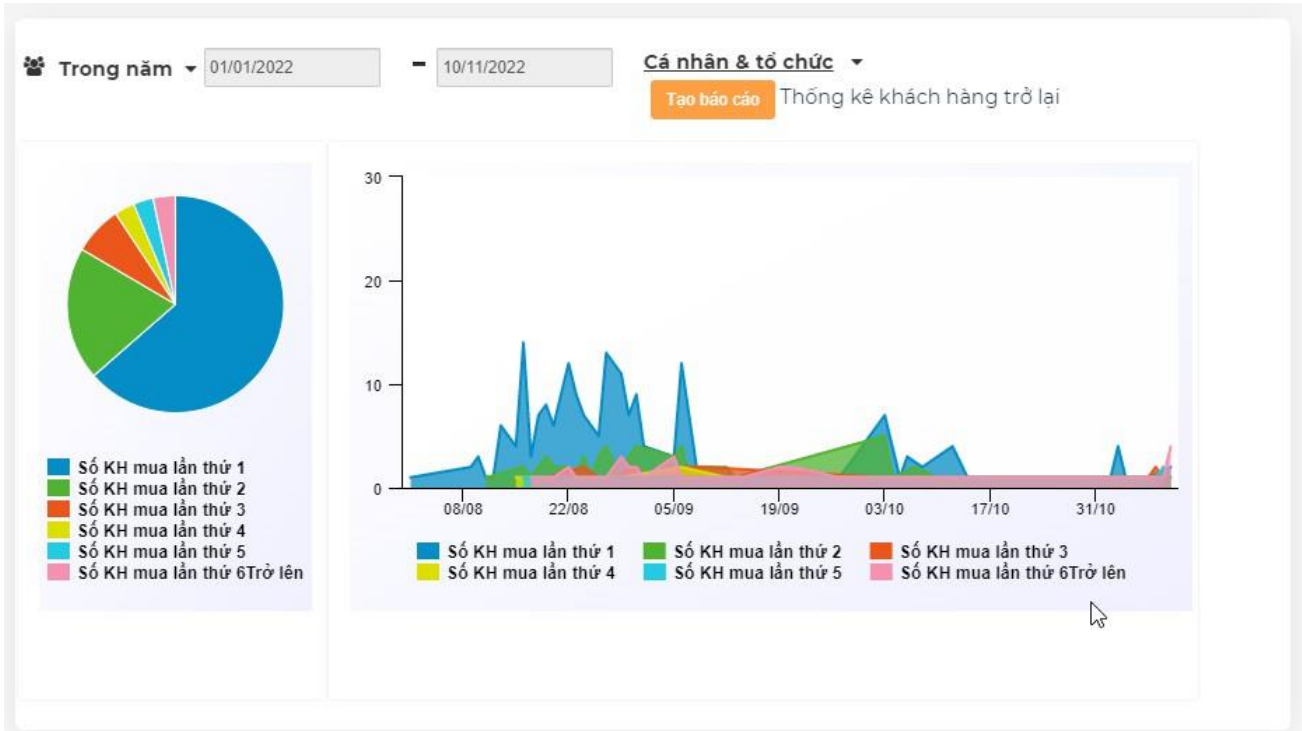 Trong năm 01/01/2022 - 10/11/2022 Cá nhân & tổ chức
Tạo báo cáo Thống kê khách hàng trở lại
Số KH mua lần thứ 1
Số KH mua lần thứ 2
Số KH mua lần thứ 3
Số KH mua lần thứ 4
Số KH mua lần thứ 5
Số KH mua lần thứ 6Trở lên
30
20
10
0
08/08 22/08 05/09 19/09 03/10 17/10 31/10
Số KH mua lần thứ 1 Số KH mua lần thứ 2 Số KH mua lần thứ 3
Số KH mua lần thứ 4 Số KH mua lần thứ 5 Số KH mua lần thứ 6Trở lên